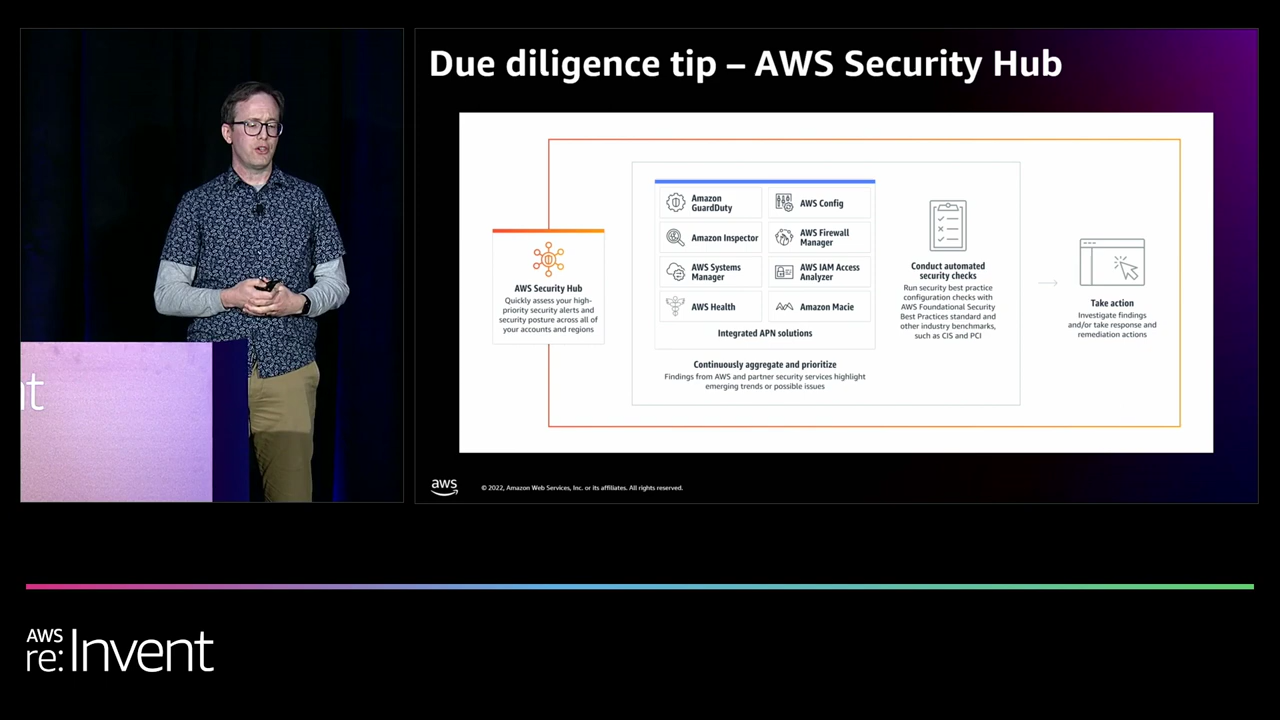 Due diligence tip – AWS Security Hub
AWS Security Hub
Quickly assess your high-
priority security alerts and
security posture across all of
your accounts and regions
Amazon
GuardDuty
AWS Config
Amazon Inspector
AWS Firewall
Manager
AWS Systems
Manager
AWS IAM Access
Analyzer
AWS Health
Amazon Macie
Integrated APN solutions
Continuously aggregate and prioritize
Findings from AWS and partner security services highlight
emerging trends or possible issues
Conduct automated
security checks
Run security best practice
configuration checks with
AWS Foundational Security
Best Practices standard and
other industry benchmarks,
such as CIS and PCI
Take action
Investigate findings
and/or take response and
remediation actions
nt
aws
© 2022, Amazon Web Services, Inc. or its affiliates. All rights reserved.
AWS
re:Invent